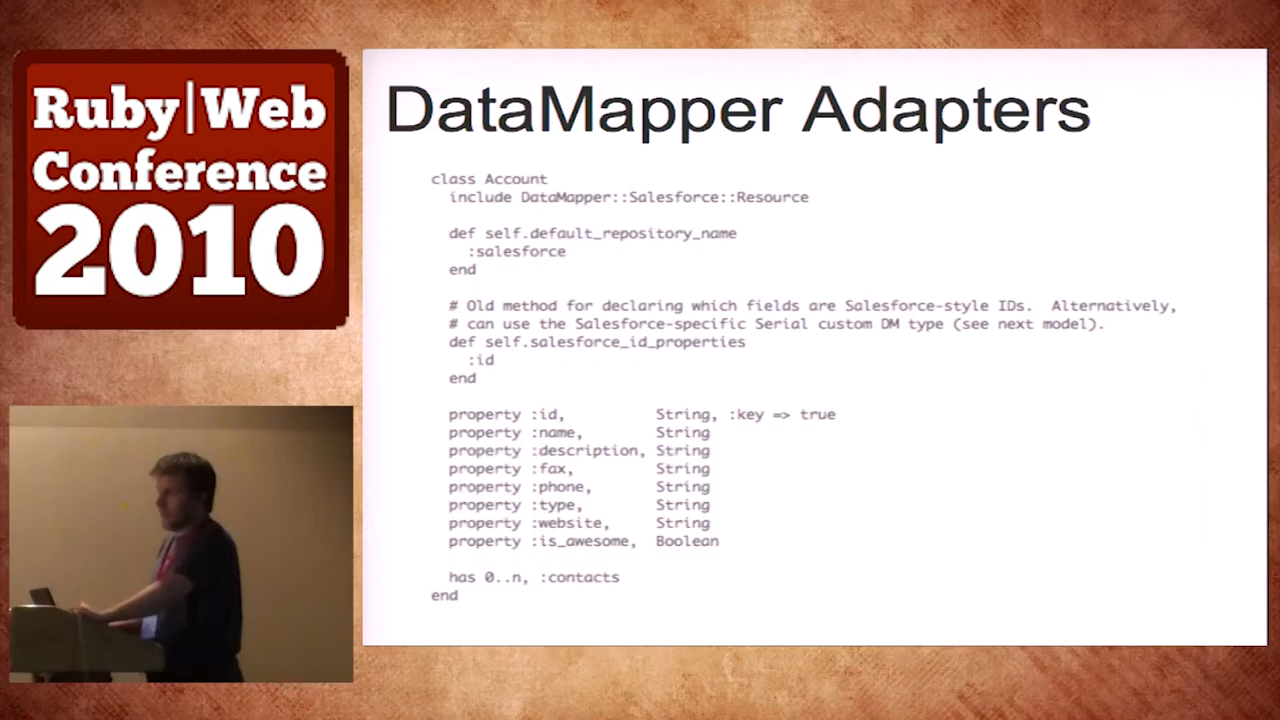 Ruby|Web
Conference
2010
DataMapper Adapters
class Account
  include DataMapper::Salesforce::Resource
  def self.default_repository_name
    :salesforce
  end
  # Old method for declaring which fields are Salesforce-style IDs.  Alternatively,
  # can use the Salesforce-specific Serial custom DM type (see next model).
  def self.salesforce_id_properties
    :id
  end
  property :id,          String, :key => true
  property :name,        String
  property :description, String
  property :fax,         String
  property :phone,       String
  property :type,        String
  property :website,     String
  property :is_awesome,  Boolean
  has 0..n, :contacts
end